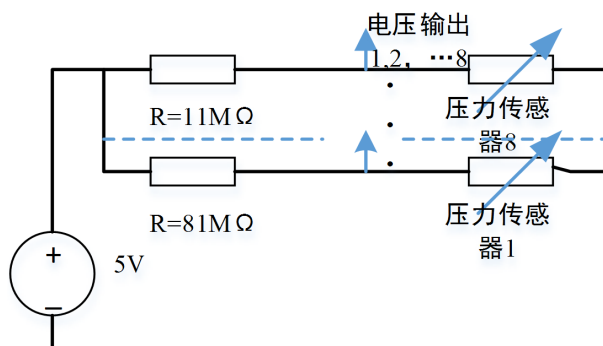 电压输出
1,2, …8
R=11MΩ
压力传感
器8
R=81MΩ
压力传感
器1
5V
+
−